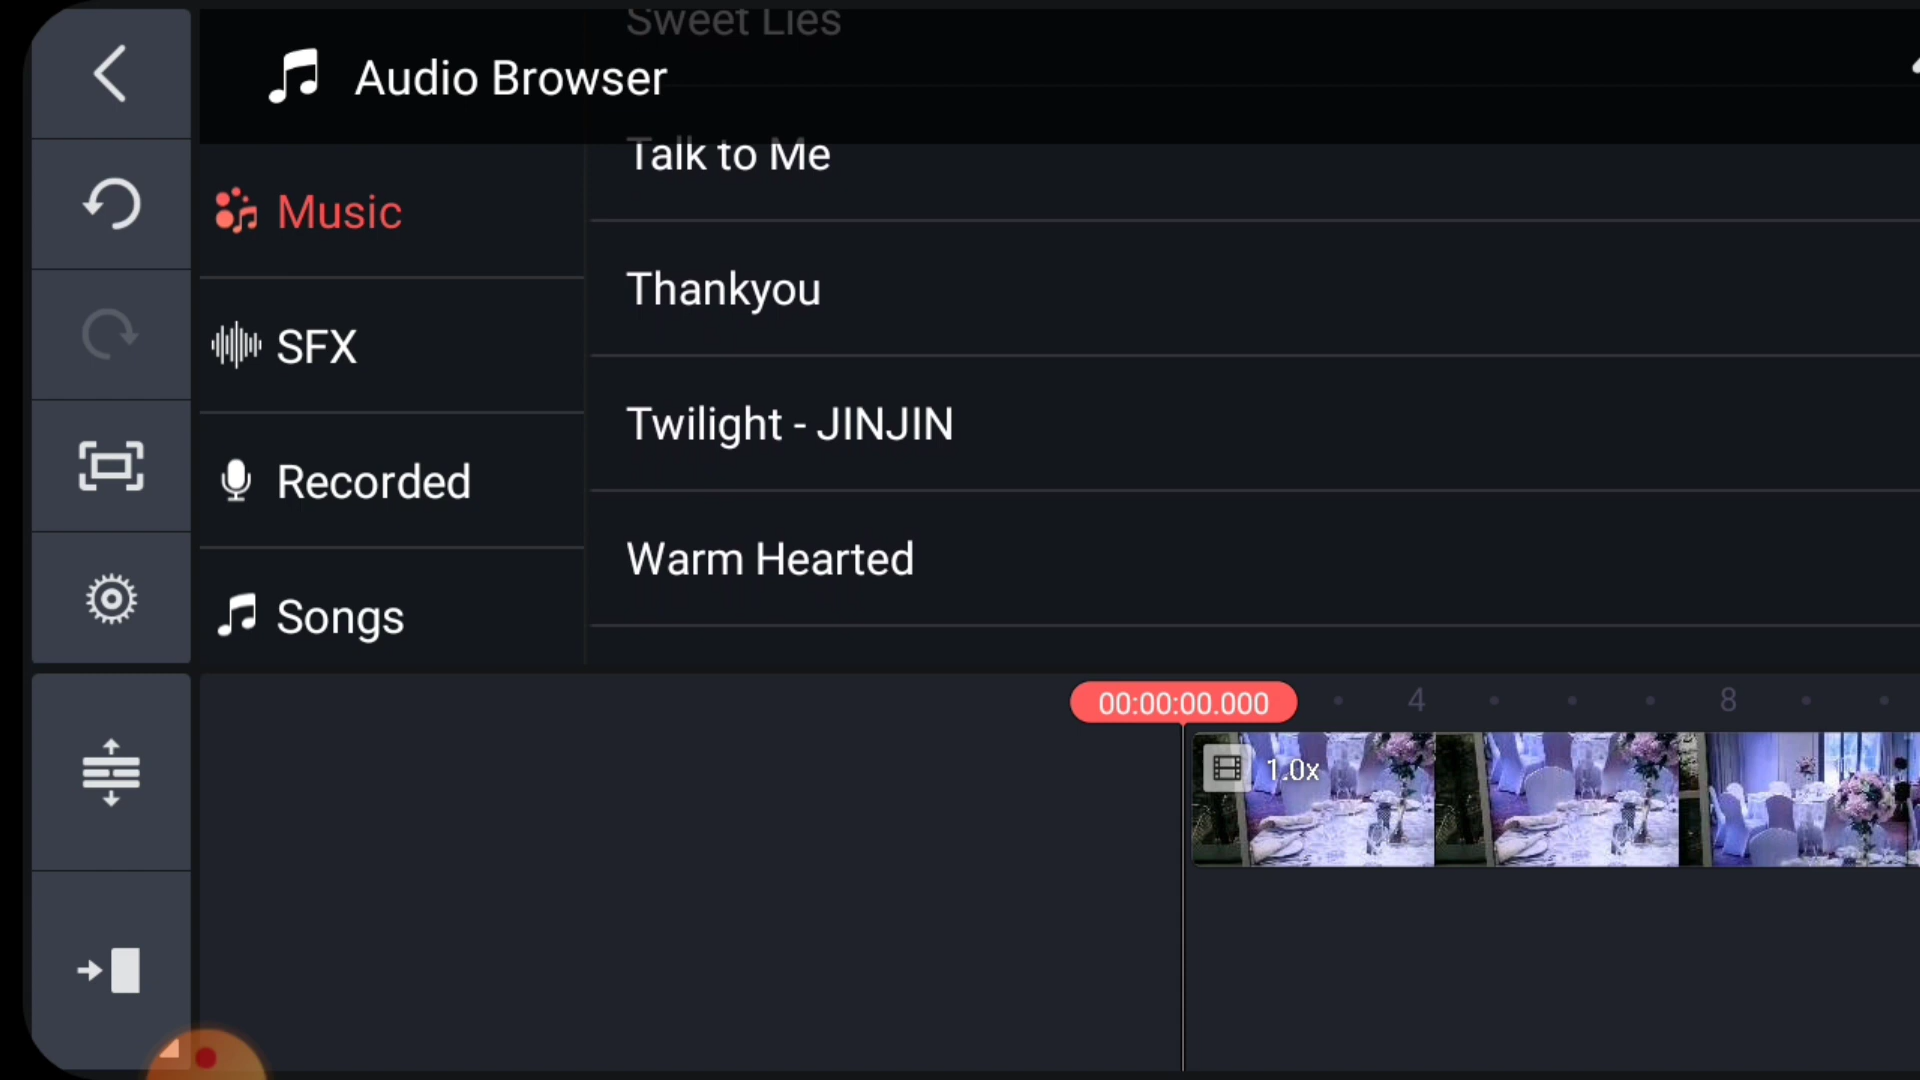 Sweet Lies
Audio Browser
Talk to Me
Music
Thankyou
SFX
Twilight - JINJIN
Recorded
Warm Hearted
Songs
00:00:00.000
4
8
1.0x